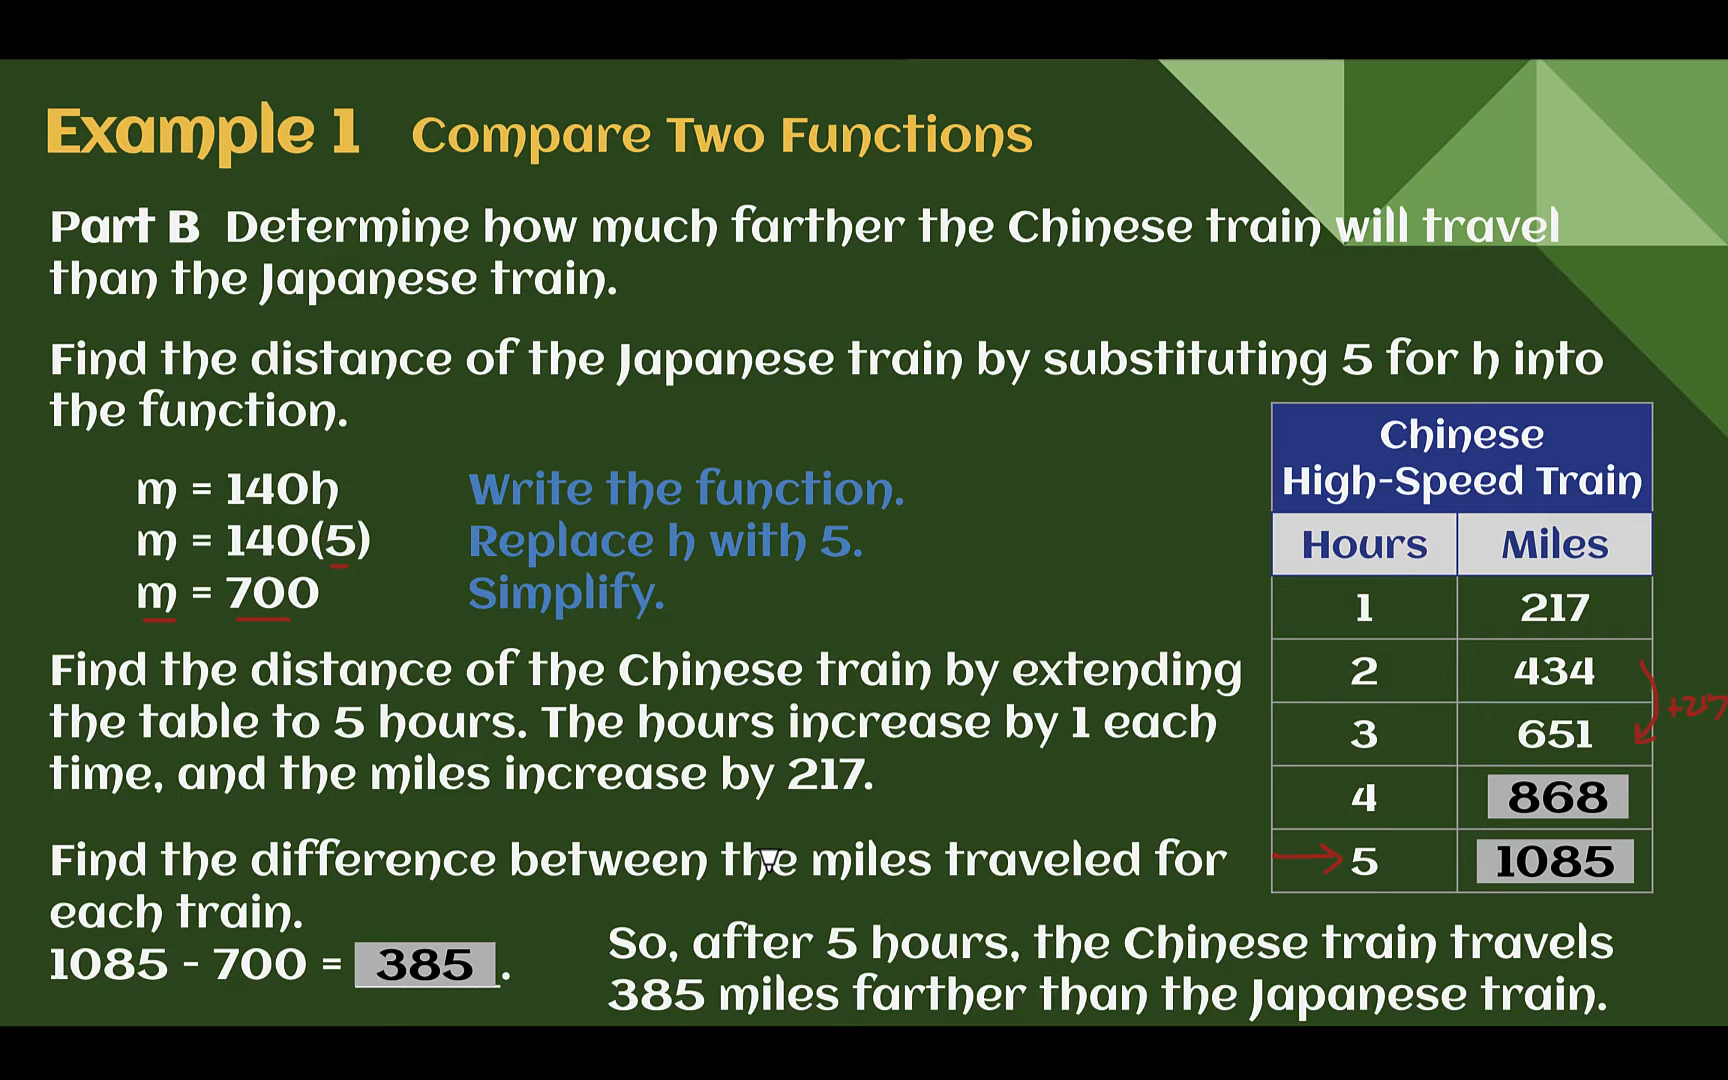 Example 1 Compare Two Functions
Part B Determine how much farther the Chinese train will travel
than the Japanese train.
Find the distance of the Japanese train by substituting 5 for h into
the function.
m = 140h Write the function.
m = 140(5) Replace h with 5.
m = 700 Simplify.
Find the distance of the Chinese train by extending
the table to 5 hours. The hours increase by 1 each
time, and the miles increase by 217.
Find the difference between the miles traveled for
each train.
1085 - 700 = 385.
So, after 5 hours, the Chinese train travels
385 miles farther than the Japanese train.
Chinese
High-Speed Train
Hours Miles
1 217
2 434
+217
3 651
4 868
5 1085